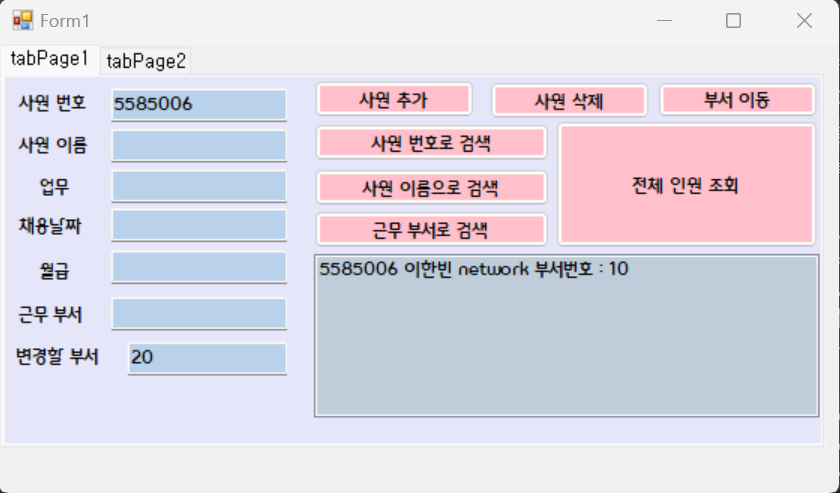 Form1
tabPage1 tabPage2
사원 번호 5585006
사원 이름
업무
채용날짜
월급
근무 부서
변경할 부서 20
사원 추가 사원 삭제 부서 이동
사원 번호로 검색
사원 이름으로 검색
근무 부서로 검색
전체 인원 조회
5585006 이한빈 network 부서번호 : 10